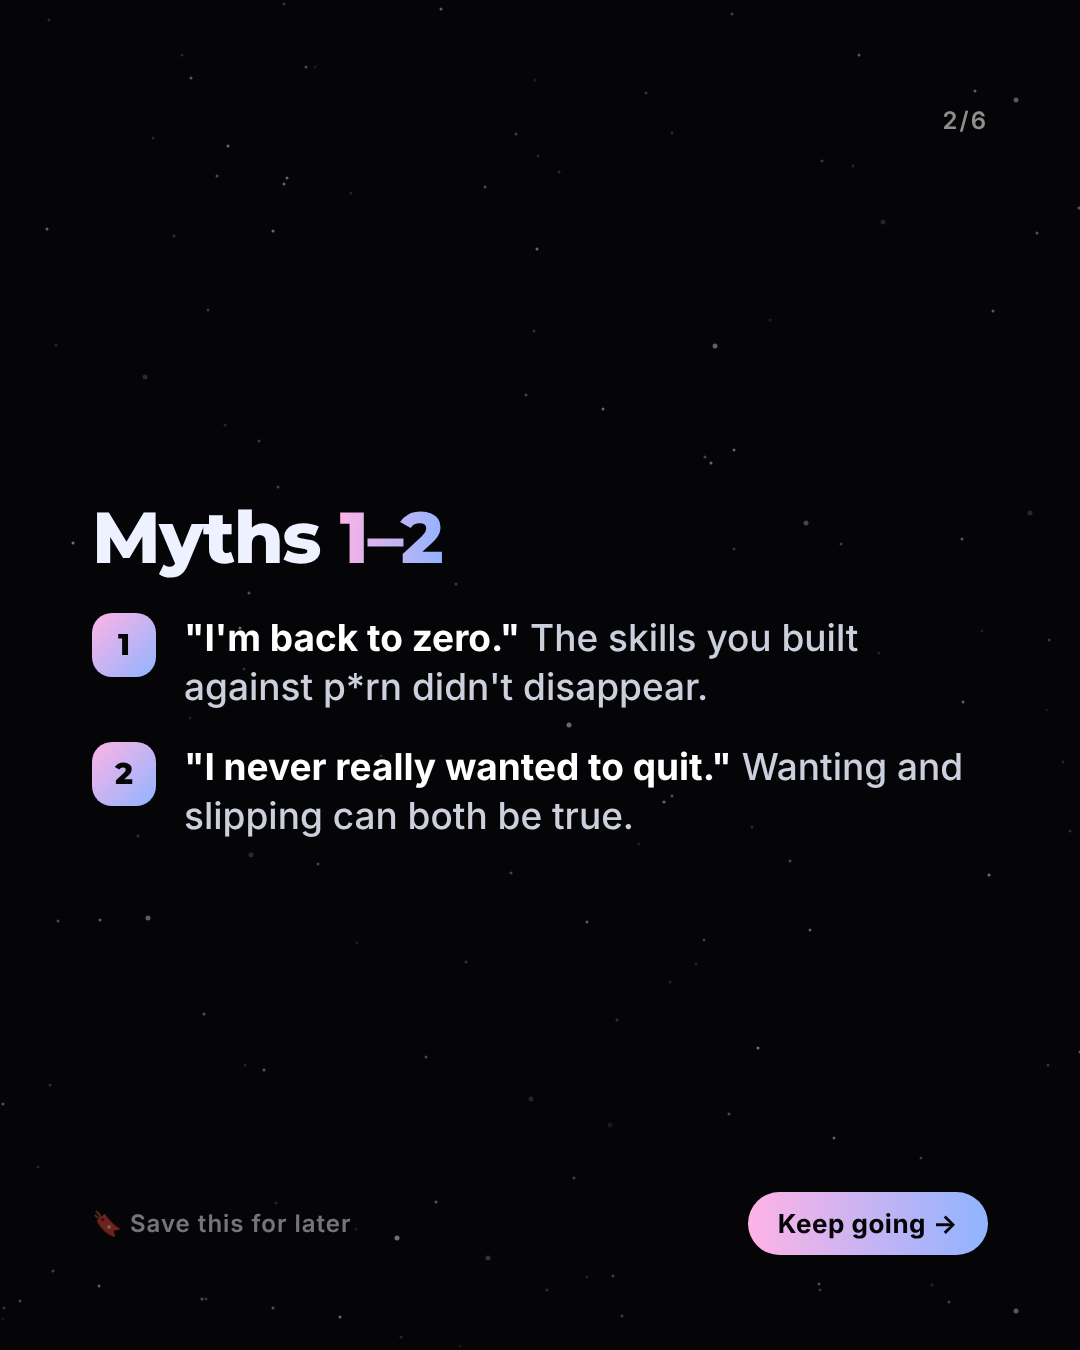 2/6
Myths 1–2
1 "I'm back to zero." The skills you built
against p*rn didn't disappear.
2 "I never really wanted to quit." Wanting and
slipping can both be true.
🔖 Save this for later
Keep going →